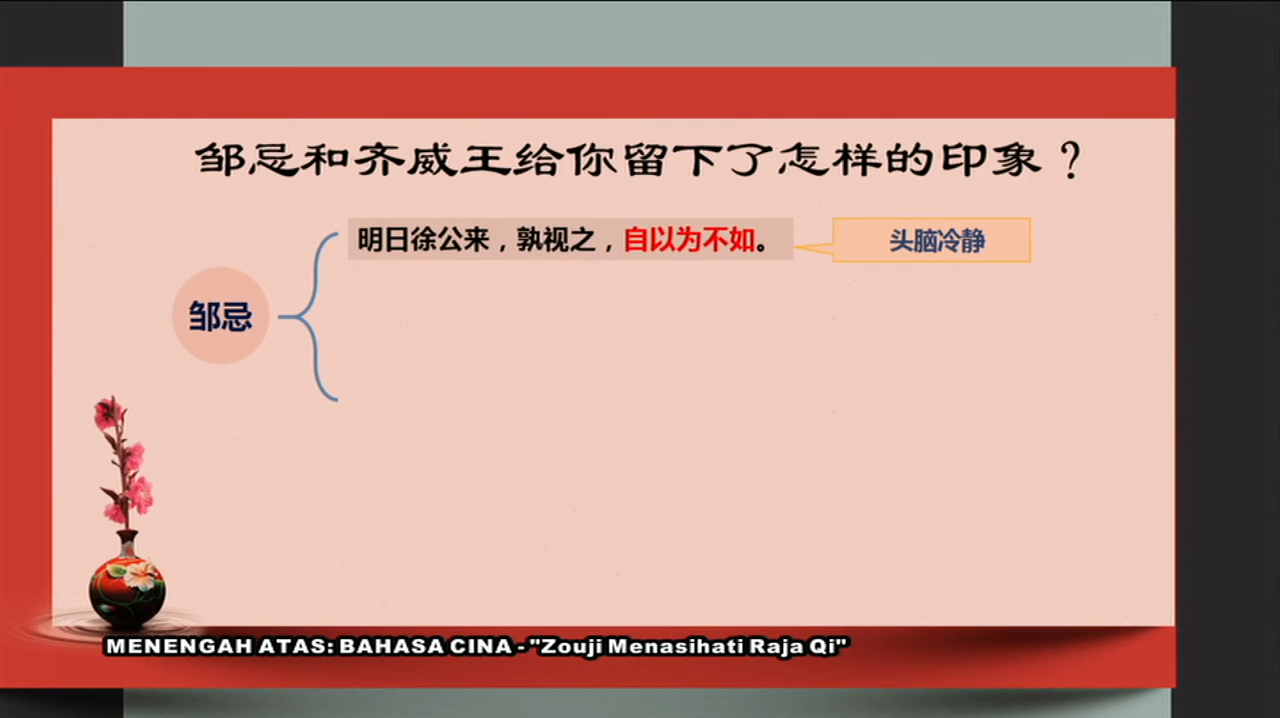 邹忌和齐威王给你留下了怎样的印象？
明日徐公来，孰视之，自以为不如。
头脑冷静
邹忌
MENENGAH ATAS: BAHASA CINA - "Zouji Menasihati Raja Qi"